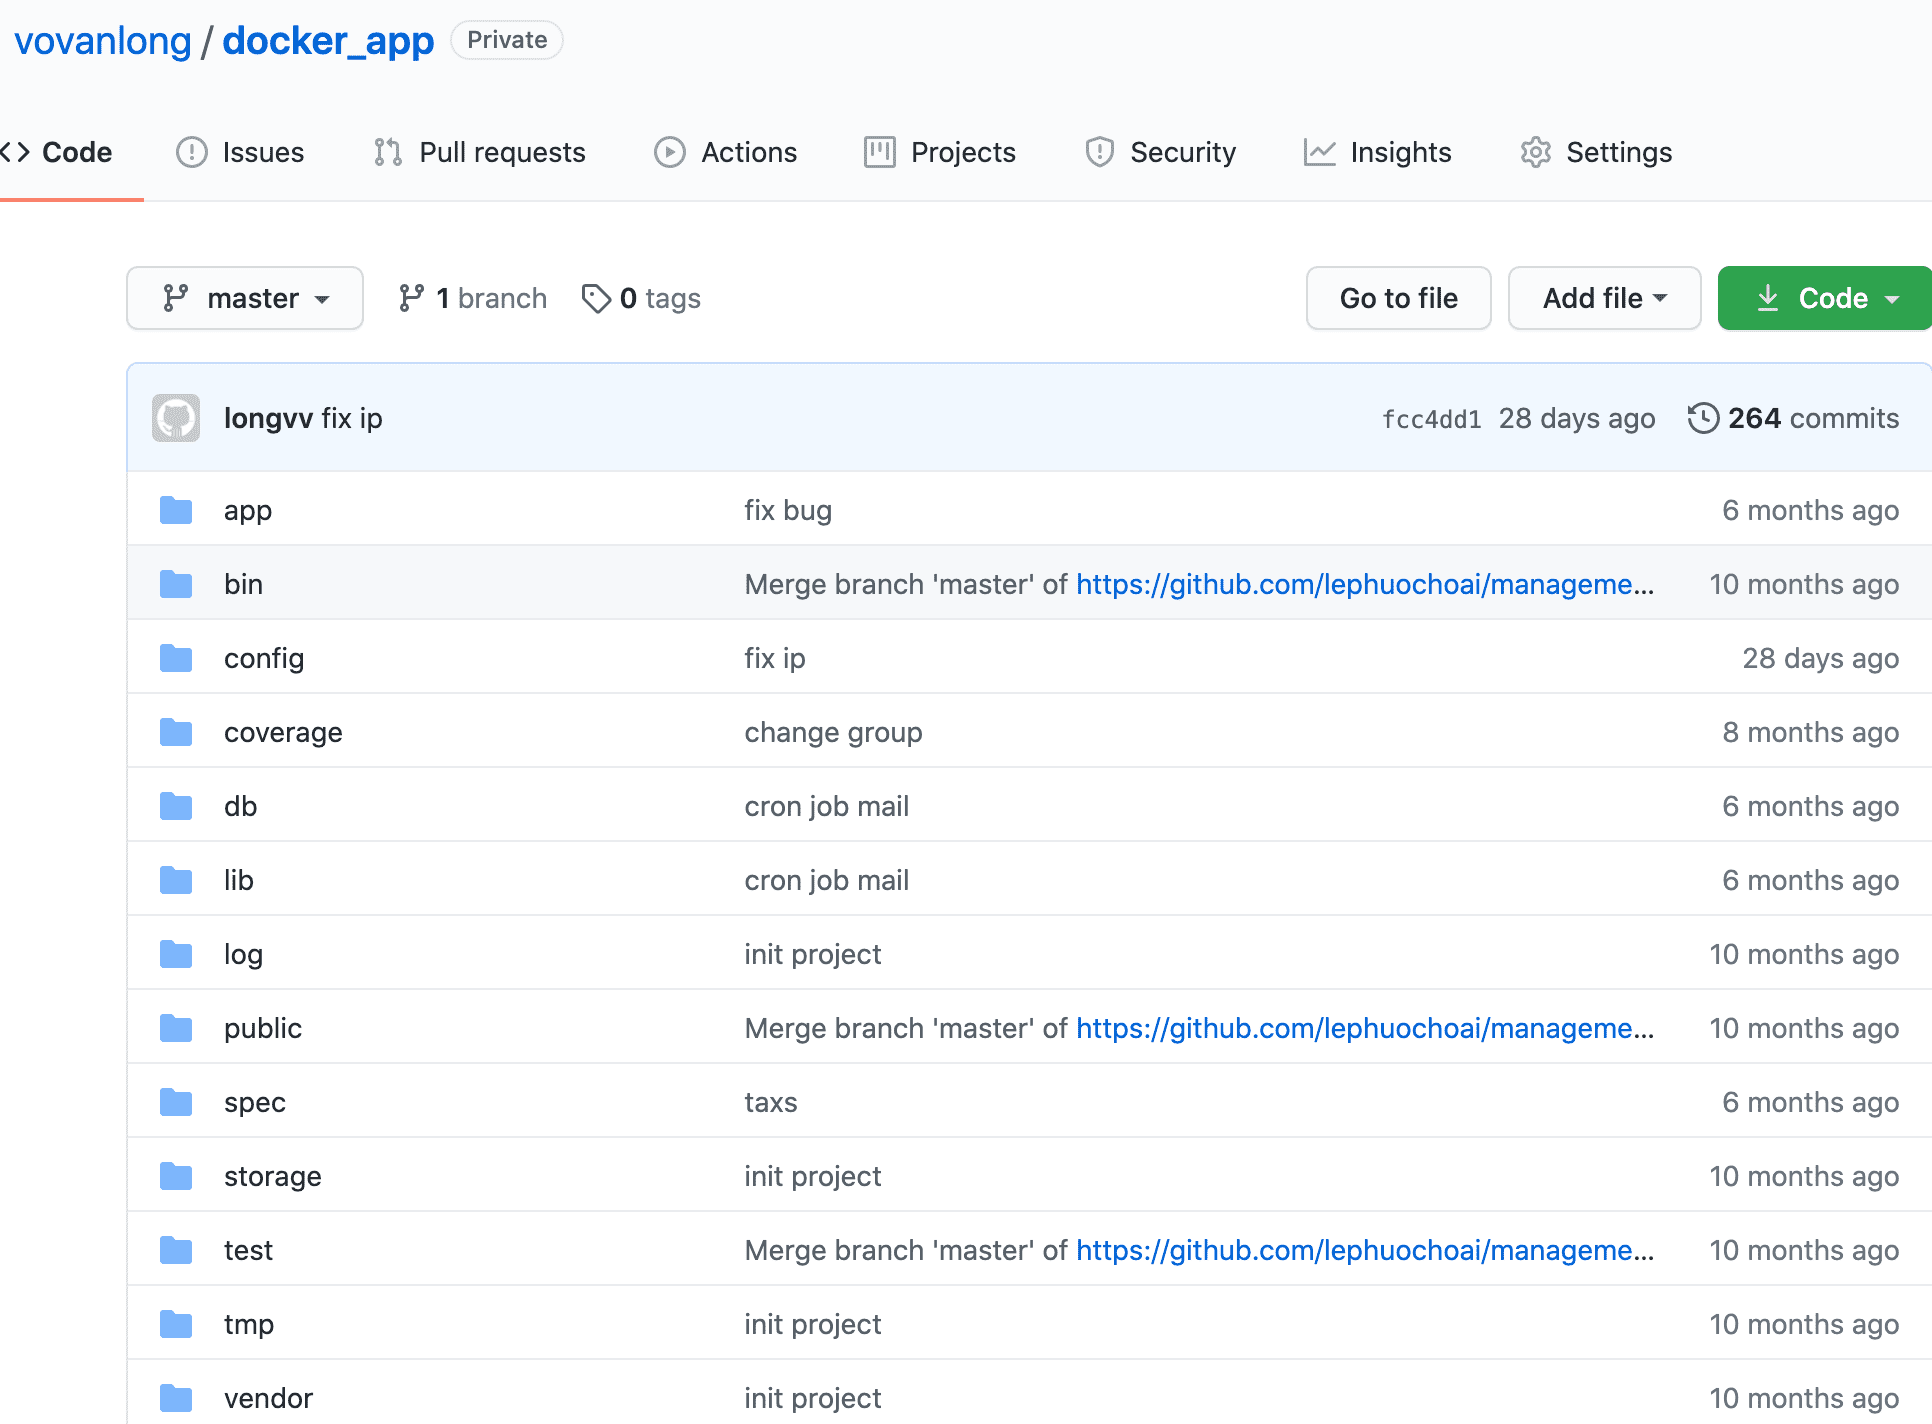 vovanlong / docker_app Private
Code Issues Pull requests Actions Projects Security Insights Settings
master 1 branch 0 tags Go to file Add file Code
longvv fix ip fcc4dd1 28 days ago 264 commits
app fix bug 6 months ago
bin Merge branch 'master' of https://github.com/lephuochoai/manageme... 10 months ago
config fix ip 28 days ago
coverage change group 8 months ago
db cron job mail 6 months ago
lib cron job mail 6 months ago
log init project 10 months ago
public Merge branch 'master' of https://github.com/lephuochoai/manageme... 10 months ago
spec taxs 6 months ago
storage init project 10 months ago
test Merge branch 'master' of https://github.com/lephuochoai/manageme... 10 months ago
tmp init project 10 months ago
vendor init project 10 months ago